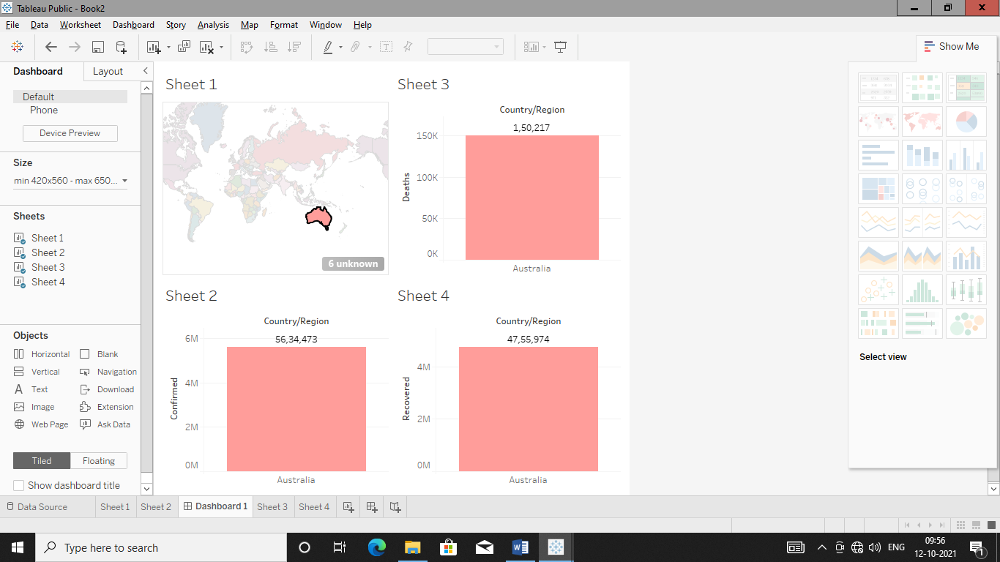 Tableau Public - Book2
File Data Worksheet Dashboard Story Analysis Map Format Window Help
Show Me
Dashboard Layout
Default
Phone
Device Preview
Size
min 420x560 - max 650...
Sheets
Sheet 1
Sheet 2
Sheet 3
Sheet 4
Objects
Horizontal Blank
Vertical Navigation
Text Download
Image Extension
Web Page Ask Data
Tiled Floating
Show dashboard title
Sheet 1
6 unknown
Sheet 3
Country/Region
1,50,217
150K
100K
50K
0K
Deaths
Australia
Sheet 2
Country/Region
56,34,473
6M
4M
2M
0M
Confirmed
Australia
Sheet 4
Country/Region
47,55,974
4M
2M
0M
Recovered
Australia
Select view
Data Source Sheet 1 Sheet 2 Dashboard 1 Sheet 3 Sheet 4
Type here to search
ENG
09:56
12-10-2021
1